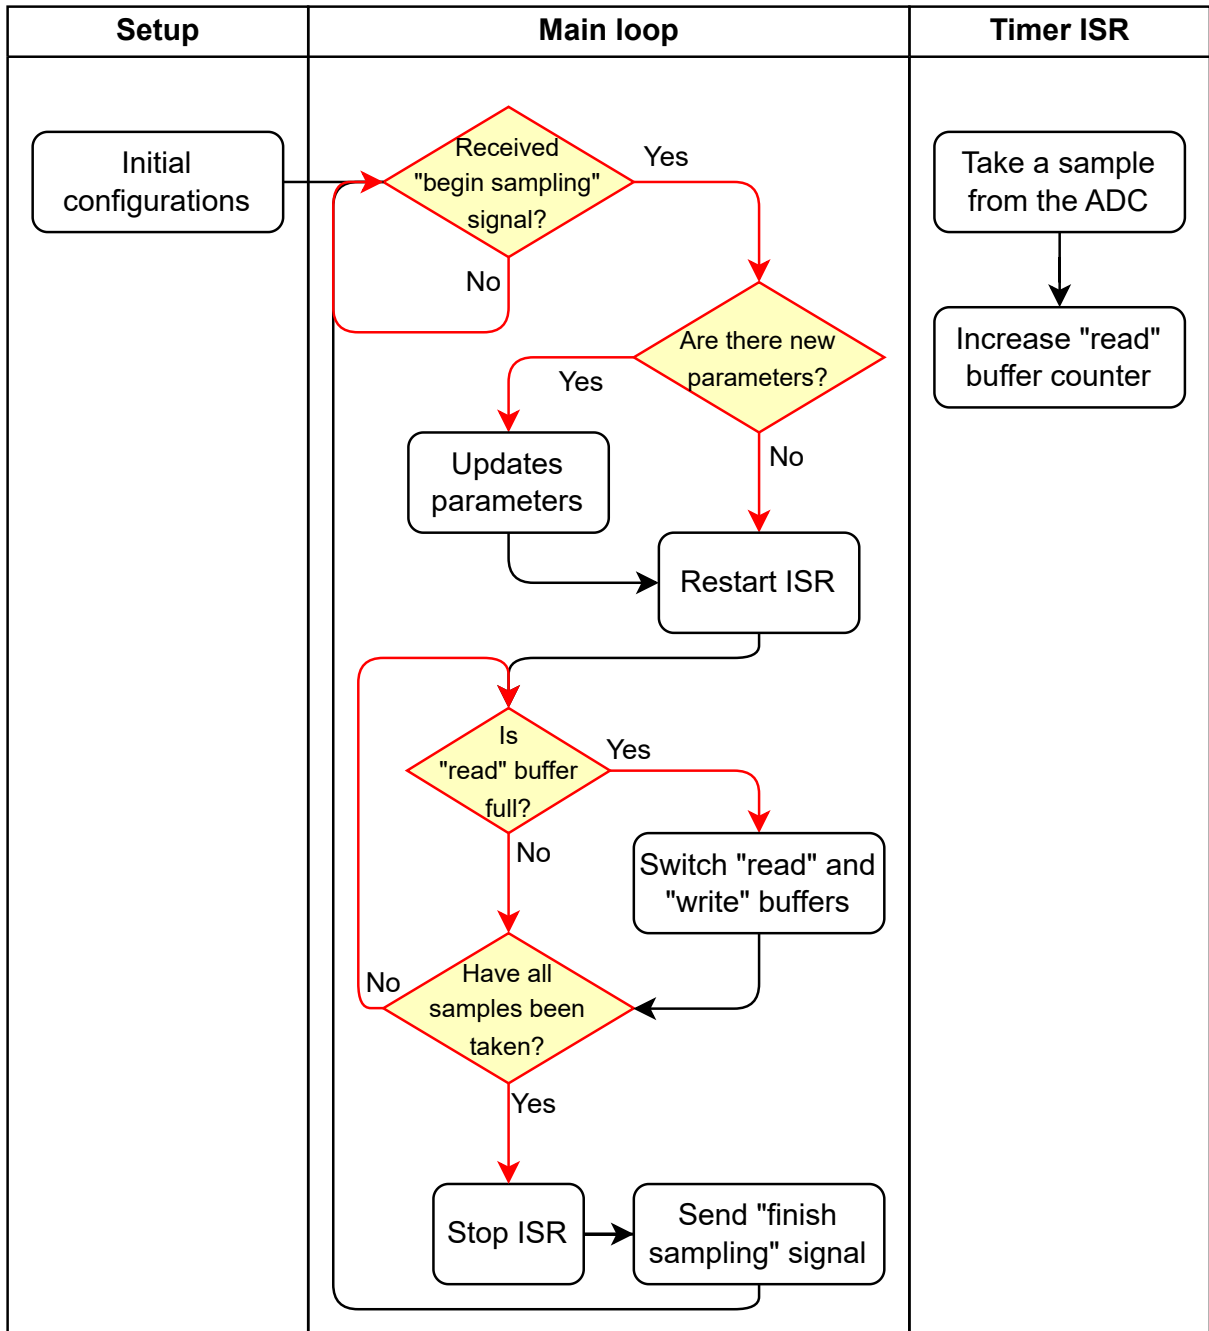 Setup
Main loop
Timer ISR
Initial
configurations
Received
"begin sampling"
signal?
Yes
No
Take a sample
from the ADC
Increase "read"
buffer counter
Are there new
parameters?
Yes
No
Updates
parameters
Restart ISR
Is
"read" buffer
full?
Yes
No
Switch "read" and
"write" buffers
Have all
samples been
taken?
No
Yes
Stop ISR
Send "finish
sampling" signal